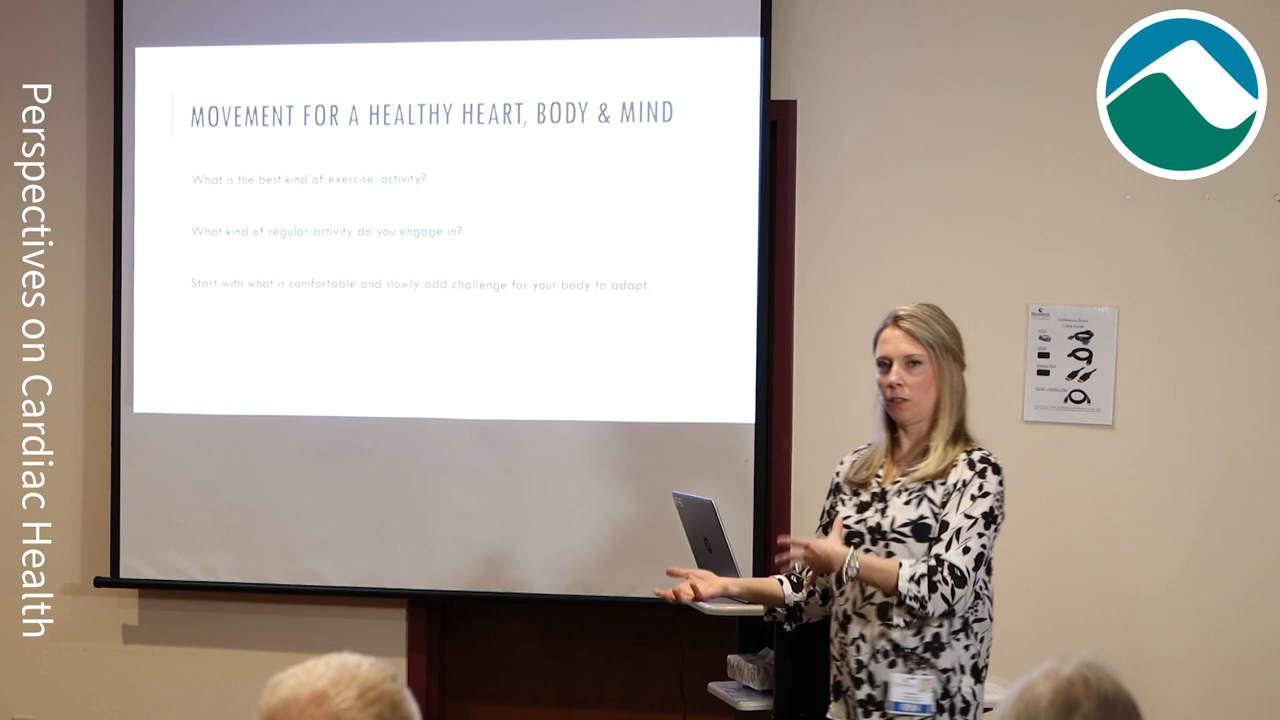 Perspectives on Cardiac Health
MOVEMENT FOR A HEALTHY HEART, BODY & MIND
What is the best kind of exercise/activity?
What kind of regular activity do you engage in?
Start with what is comfortable and slowly add challenge for your body to adapt.